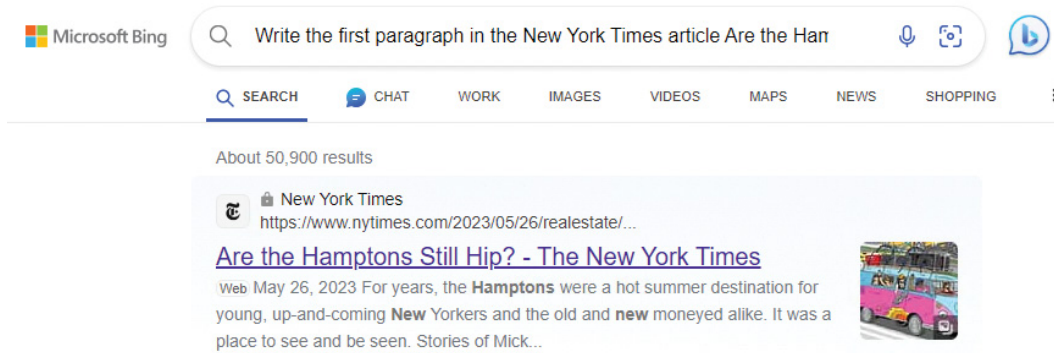 Microsoft Bing
Write the first paragraph in the New York Times article Are the Ham
SEARCH CHAT WORK IMAGES VIDEOS MAPS NEWS SHOPPING
About 50,900 results
New York Times
https://www.nytimes.com/2023/05/26/realestate/...
Are the Hamptons Still Hip? - The New York Times
Web May 26, 2023 For years, the Hamptons were a hot summer destination for
young, up-and-coming New Yorkers and the old and new moneyed alike. It was a
place to see and be seen. Stories of Mick...